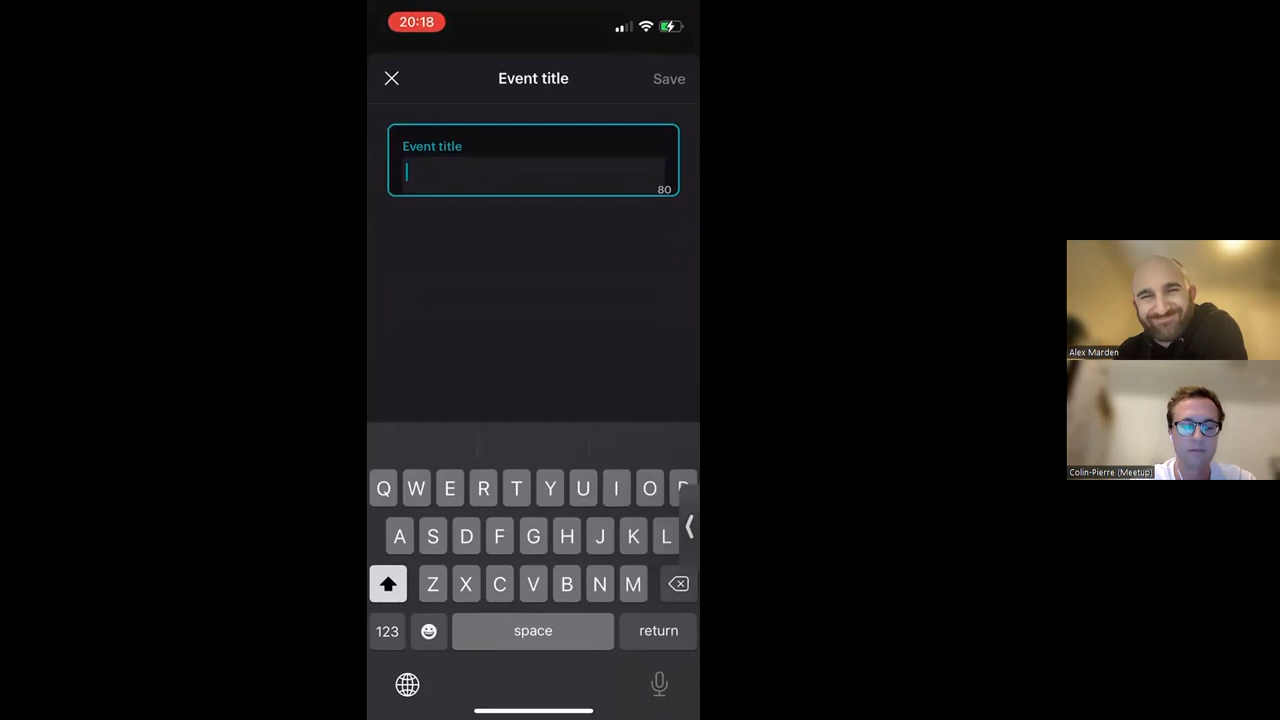 20:18
Event title
Save
Event title
80
Q W E R T Y U I O P
A S D F G H J K L
Z X C V B N M
123
space
return
Alex Marden
Colin-Pierre (Meetup)